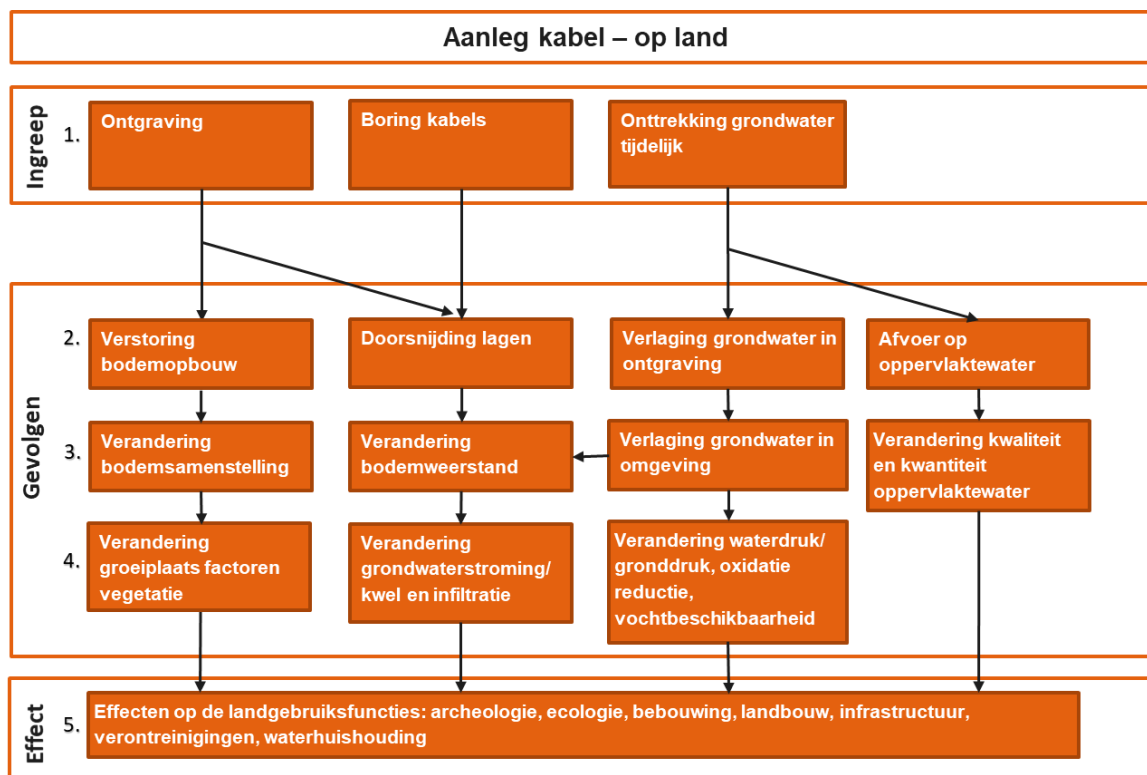 Aanleg kabel – op land
Ingreep
1.
Ontgraving
Boring kabels
Onttrekking grondwater
tijdelijk
Gevolgen
2.
Verstoring
bodemopbouw
Doorsnijding lagen
Verlaging grondwater in
ontgraving
Afvoer op
oppervlaktewater
3.
Verandering
bodemsamenstelling
Verandering
bodemweerstand
Verlaging grondwater in
omgeving
Verandering kwaliteit
en kwantiteit
oppervlaktewater
4.
Verandering
groeiplaats factoren
vegetatie
Verandering
grondwaterstroming/
kwel en infiltratie
Verandering waterdruk/
gronddruk, oxidatie
reductie,
vochtbeschikbaarheid
Effect
5.
Effecten op de landgebruiksfuncties: archeologie, ecologie, bebouwing, landbouw, infrastructuur,
verontreinigingen, waterhuishouding